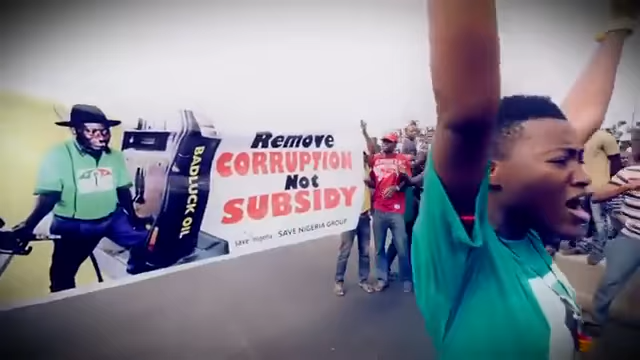 BADLUCK OIL
Remove
CORRUPTION
Not
SUBSIDY
SAVE NIGERIA GROUP